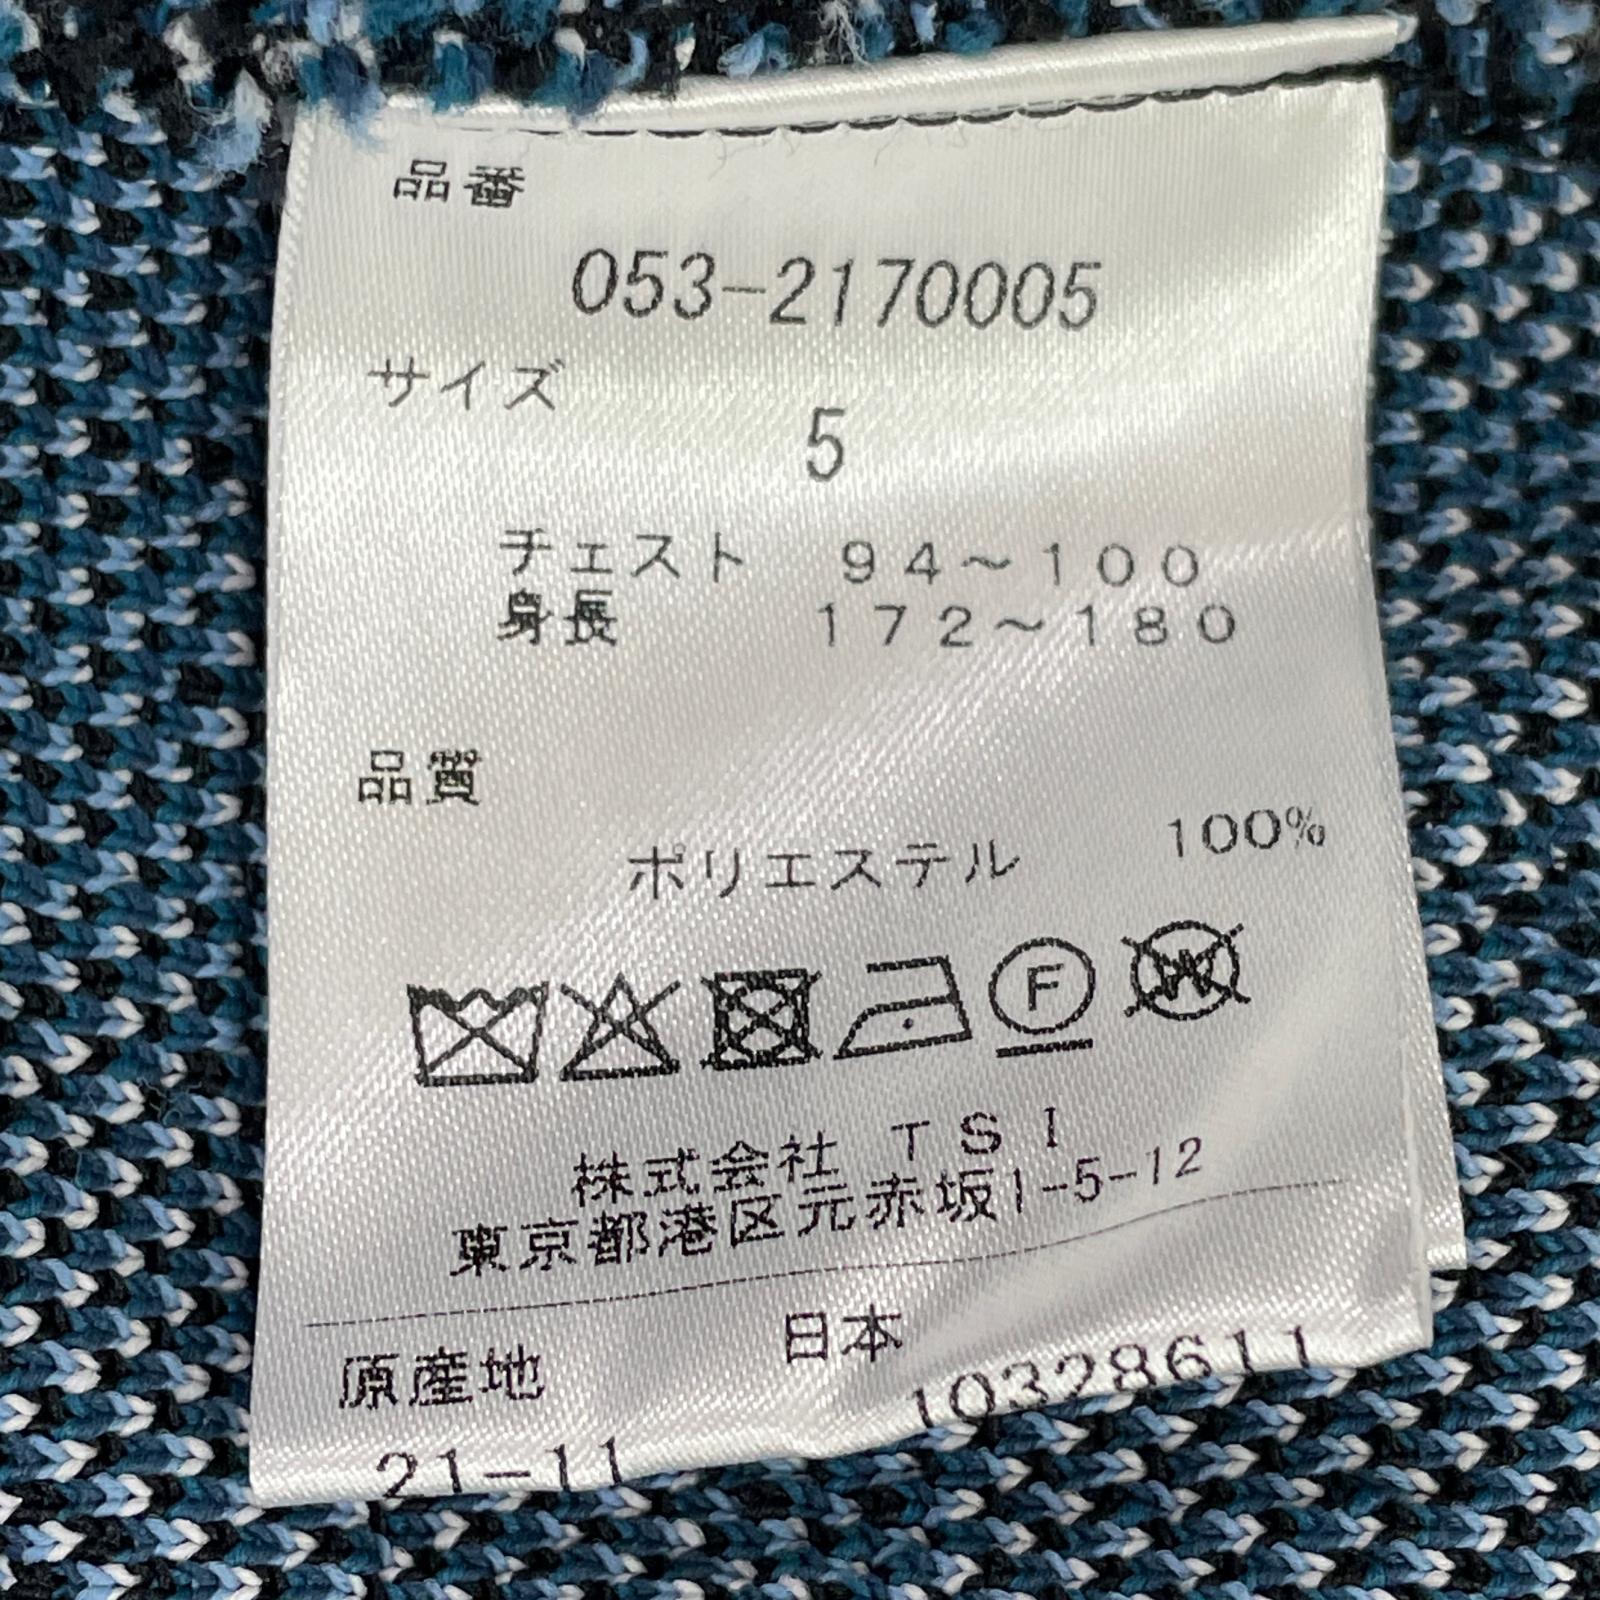 品番
053-2170005
サイズ
5
チェスト 94～100
身長 172～180
品質
ポリエステル 100%
F
W
株式会社 TSI
東京都港区元赤坂1-5-12
原産地 日本
21-11 10328611